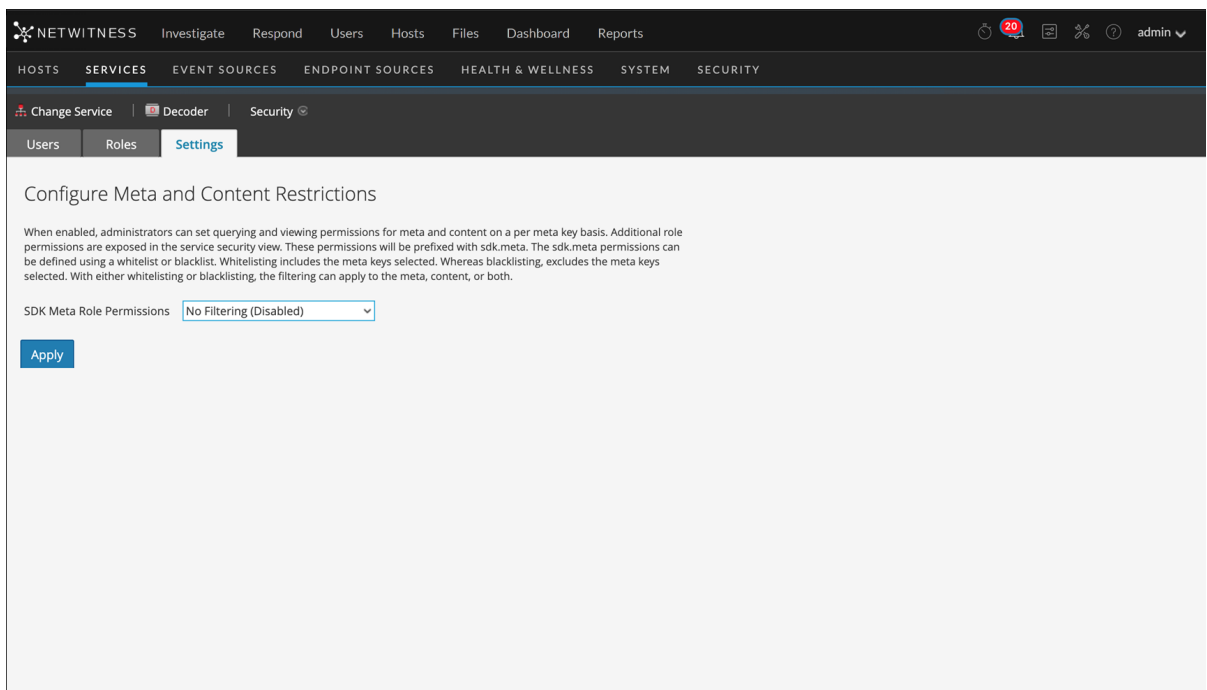 NETWITNESS Investigate Respond Users Hosts Files Dashboard Reports 20 admin
HOSTS SERVICES EVENT SOURCES ENDPOINT SOURCES HEALTH & WELLNESS SYSTEM SECURITY
Change Service | Decoder | Security
Users Roles Settings
Configure Meta and Content Restrictions
When enabled, administrators can set querying and viewing permissions for meta and content on a per meta key basis. Additional role
permissions are exposed in the service security view. These permissions will be prefixed with sdk.meta. The sdk.meta permissions can
be defined using a whitelist or blacklist. Whitelisting includes the meta keys selected. Whereas blacklisting, excludes the meta keys
selected. With either whitelisting or blacklisting, the filtering can apply to the meta, content, or both.
SDK Meta Role Permissions No Filtering (Disabled)
Apply